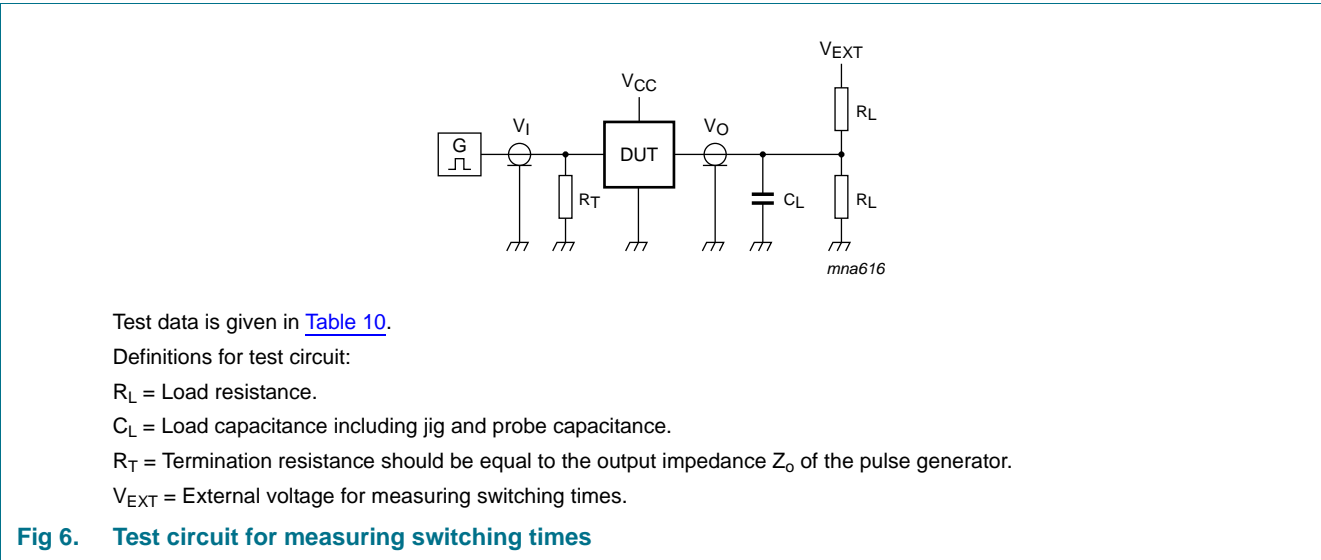 VEXT
VCC
RL
VI
VO
G
DUT
RT
CL
RL
mna616
Test data is given in Table 10.
Definitions for test circuit:
RL = Load resistance.
CL = Load capacitance including jig and probe capacitance.
RT = Termination resistance should be equal to the output impedance Zo of the pulse generator.
VEXT = External voltage for measuring switching times.
Fig 6. Test circuit for measuring switching times